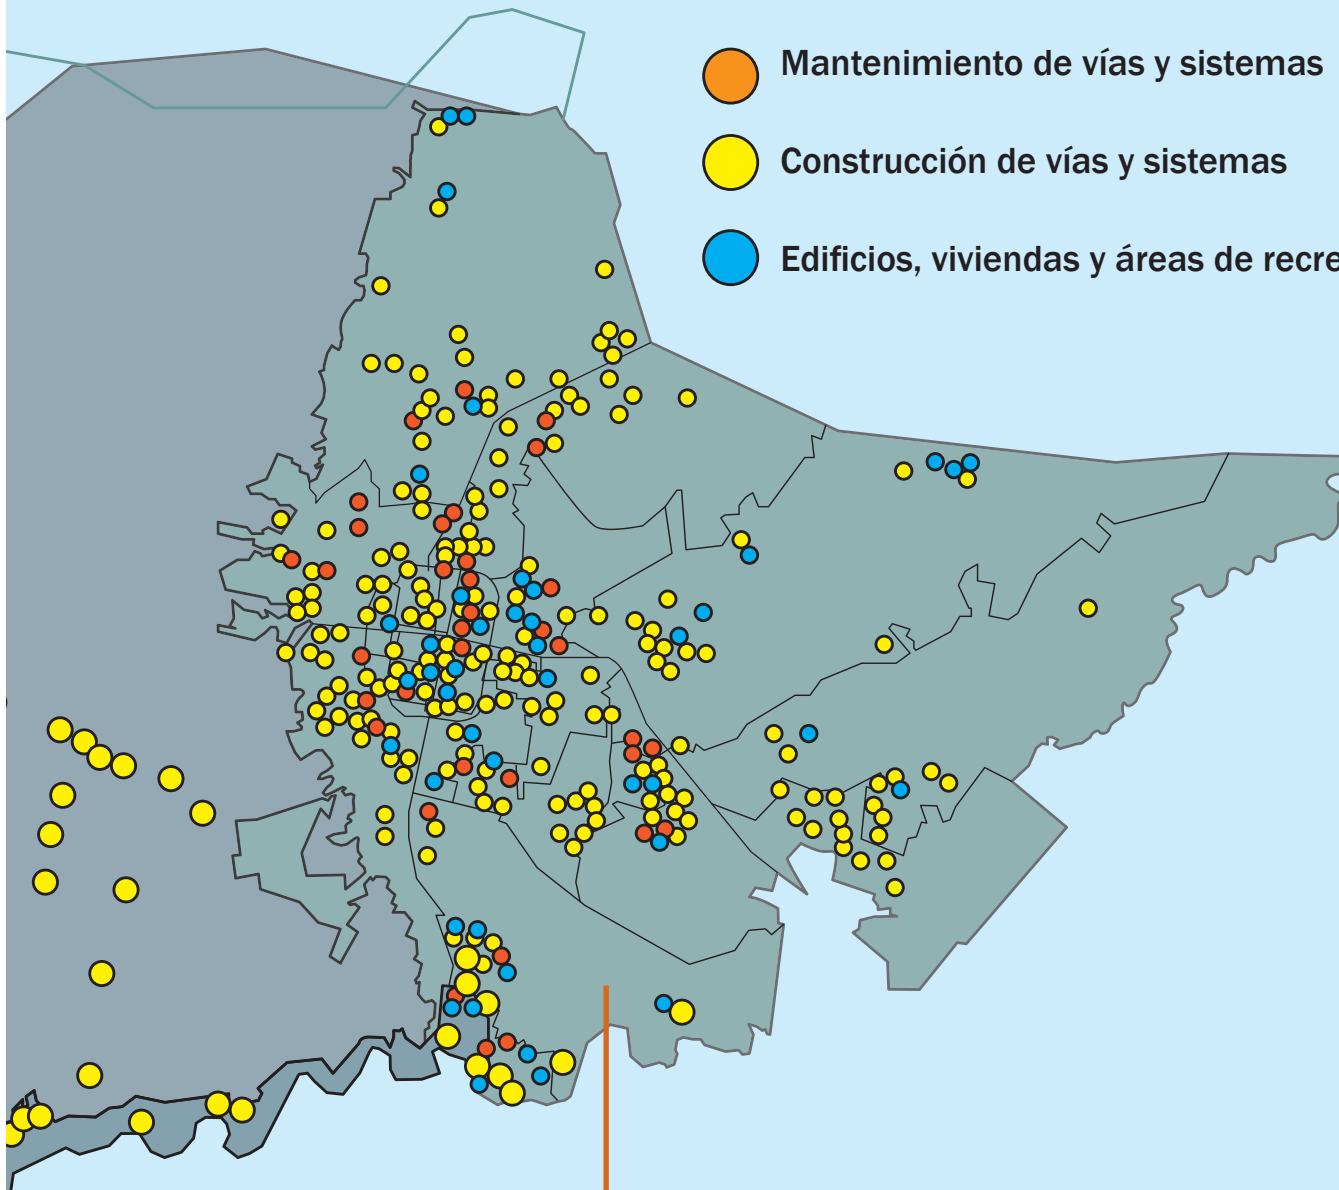 Mantenimiento de vías y sistemas
Construcción de vías y sistemas
Edificios, viviendas y áreas de